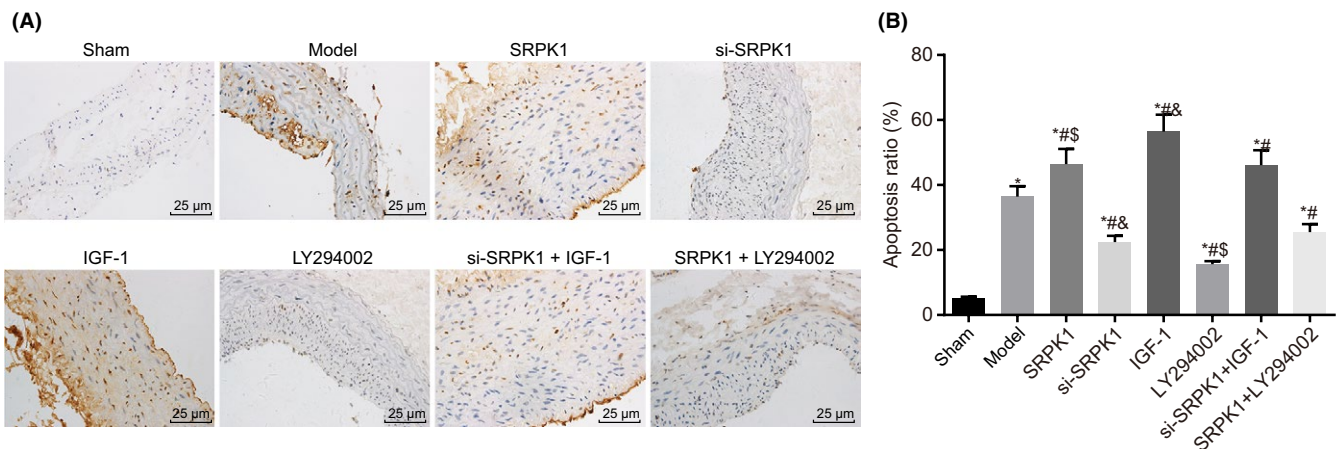 (A)
Sham
Model
SRPK1
si-SRPK1
25 µm
25 µm
25 µm
25 µm
IGF-1
LY294002
si-SRPK1 + IGF-1
SRPK1 + LY294002
25 µm
25 µm
25 µm
25 µm
(B)
Apoptosis ratio (%)
80
60
40
20
0
*
*#$
*#&
*#&
*#$
*#
*#
Sham
Model
SRPK1
si-SRPK1
IGF-1
LY294002
si-SRPK1+IGF-1
SRPK1+LY294002